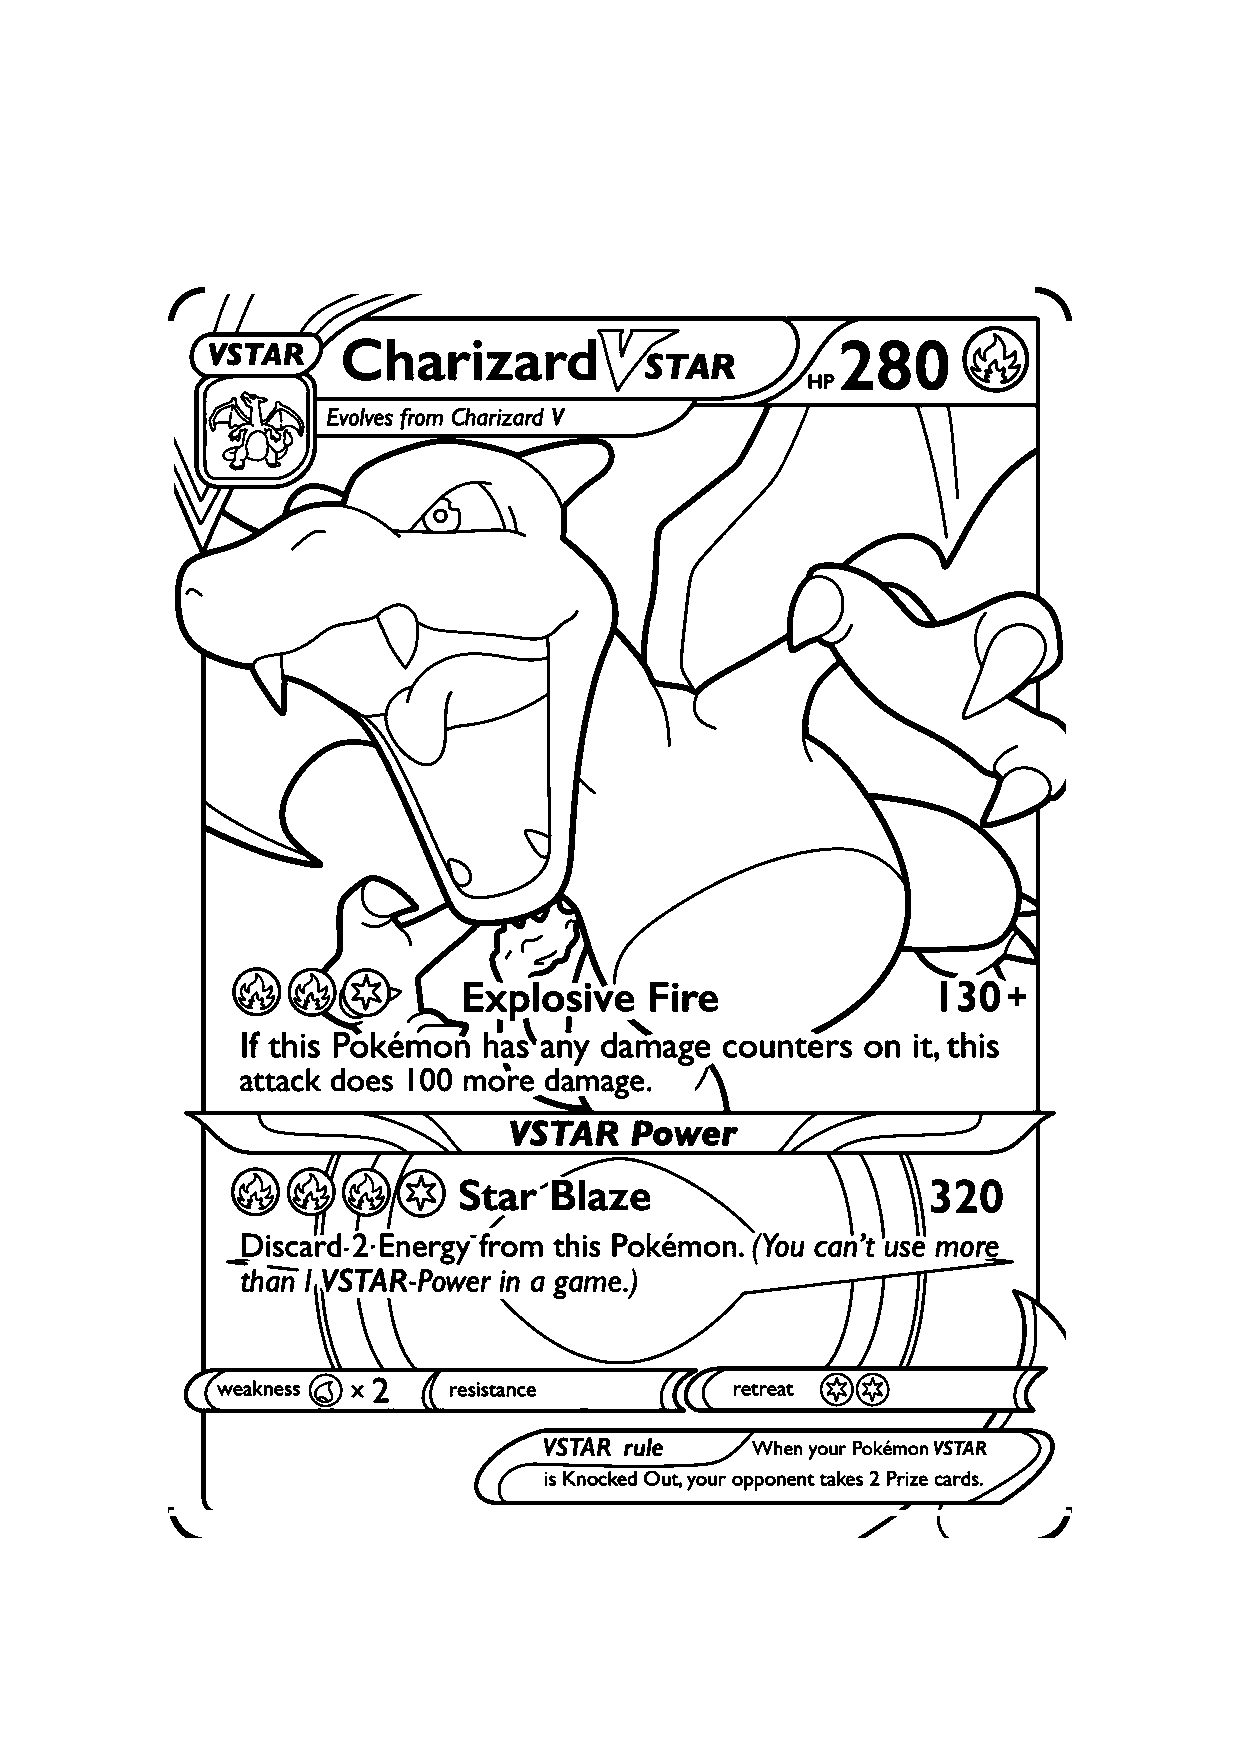 VSTAR Charizard VSTAR HP 280
Evolves from Charizard V
Explosive Fire 130+
If this Pokémon has any damage counters on it, this
attack does 100 more damage.
VSTAR Power
Star Blaze 320
Discard 2 Energy from this Pokémon. (You can't use more
than 1 VSTAR Power in a game.)
weakness x 2 resistance retreat
VSTAR rule When your Pokémon VSTAR
is Knocked Out, your opponent takes 2 Prize cards.